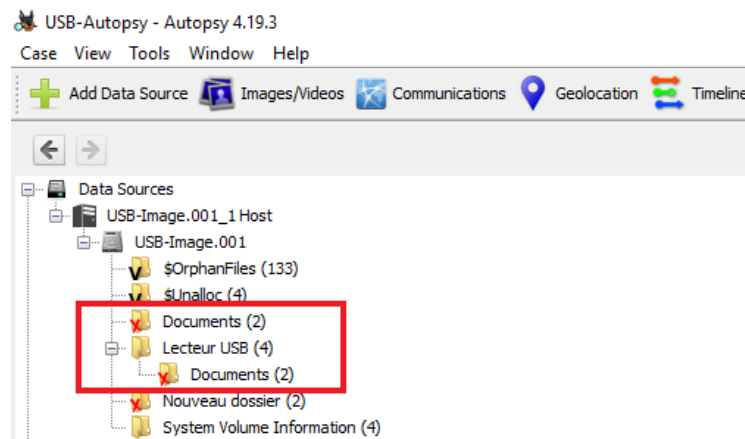 USB-Autopsy - Autopsy 4.19.3
Case View Tools Window Help
Add Data Source Images/Videos Communications Geolocation Timeline
Data Sources
USB-Image.001_1 Host
USB-Image.001
$OrphanFiles (133)
$Unalloc (4)
Documents (2)
Lecteur USB (4)
Documents (2)
Nouveau dossier (2)
System Volume Information (4)